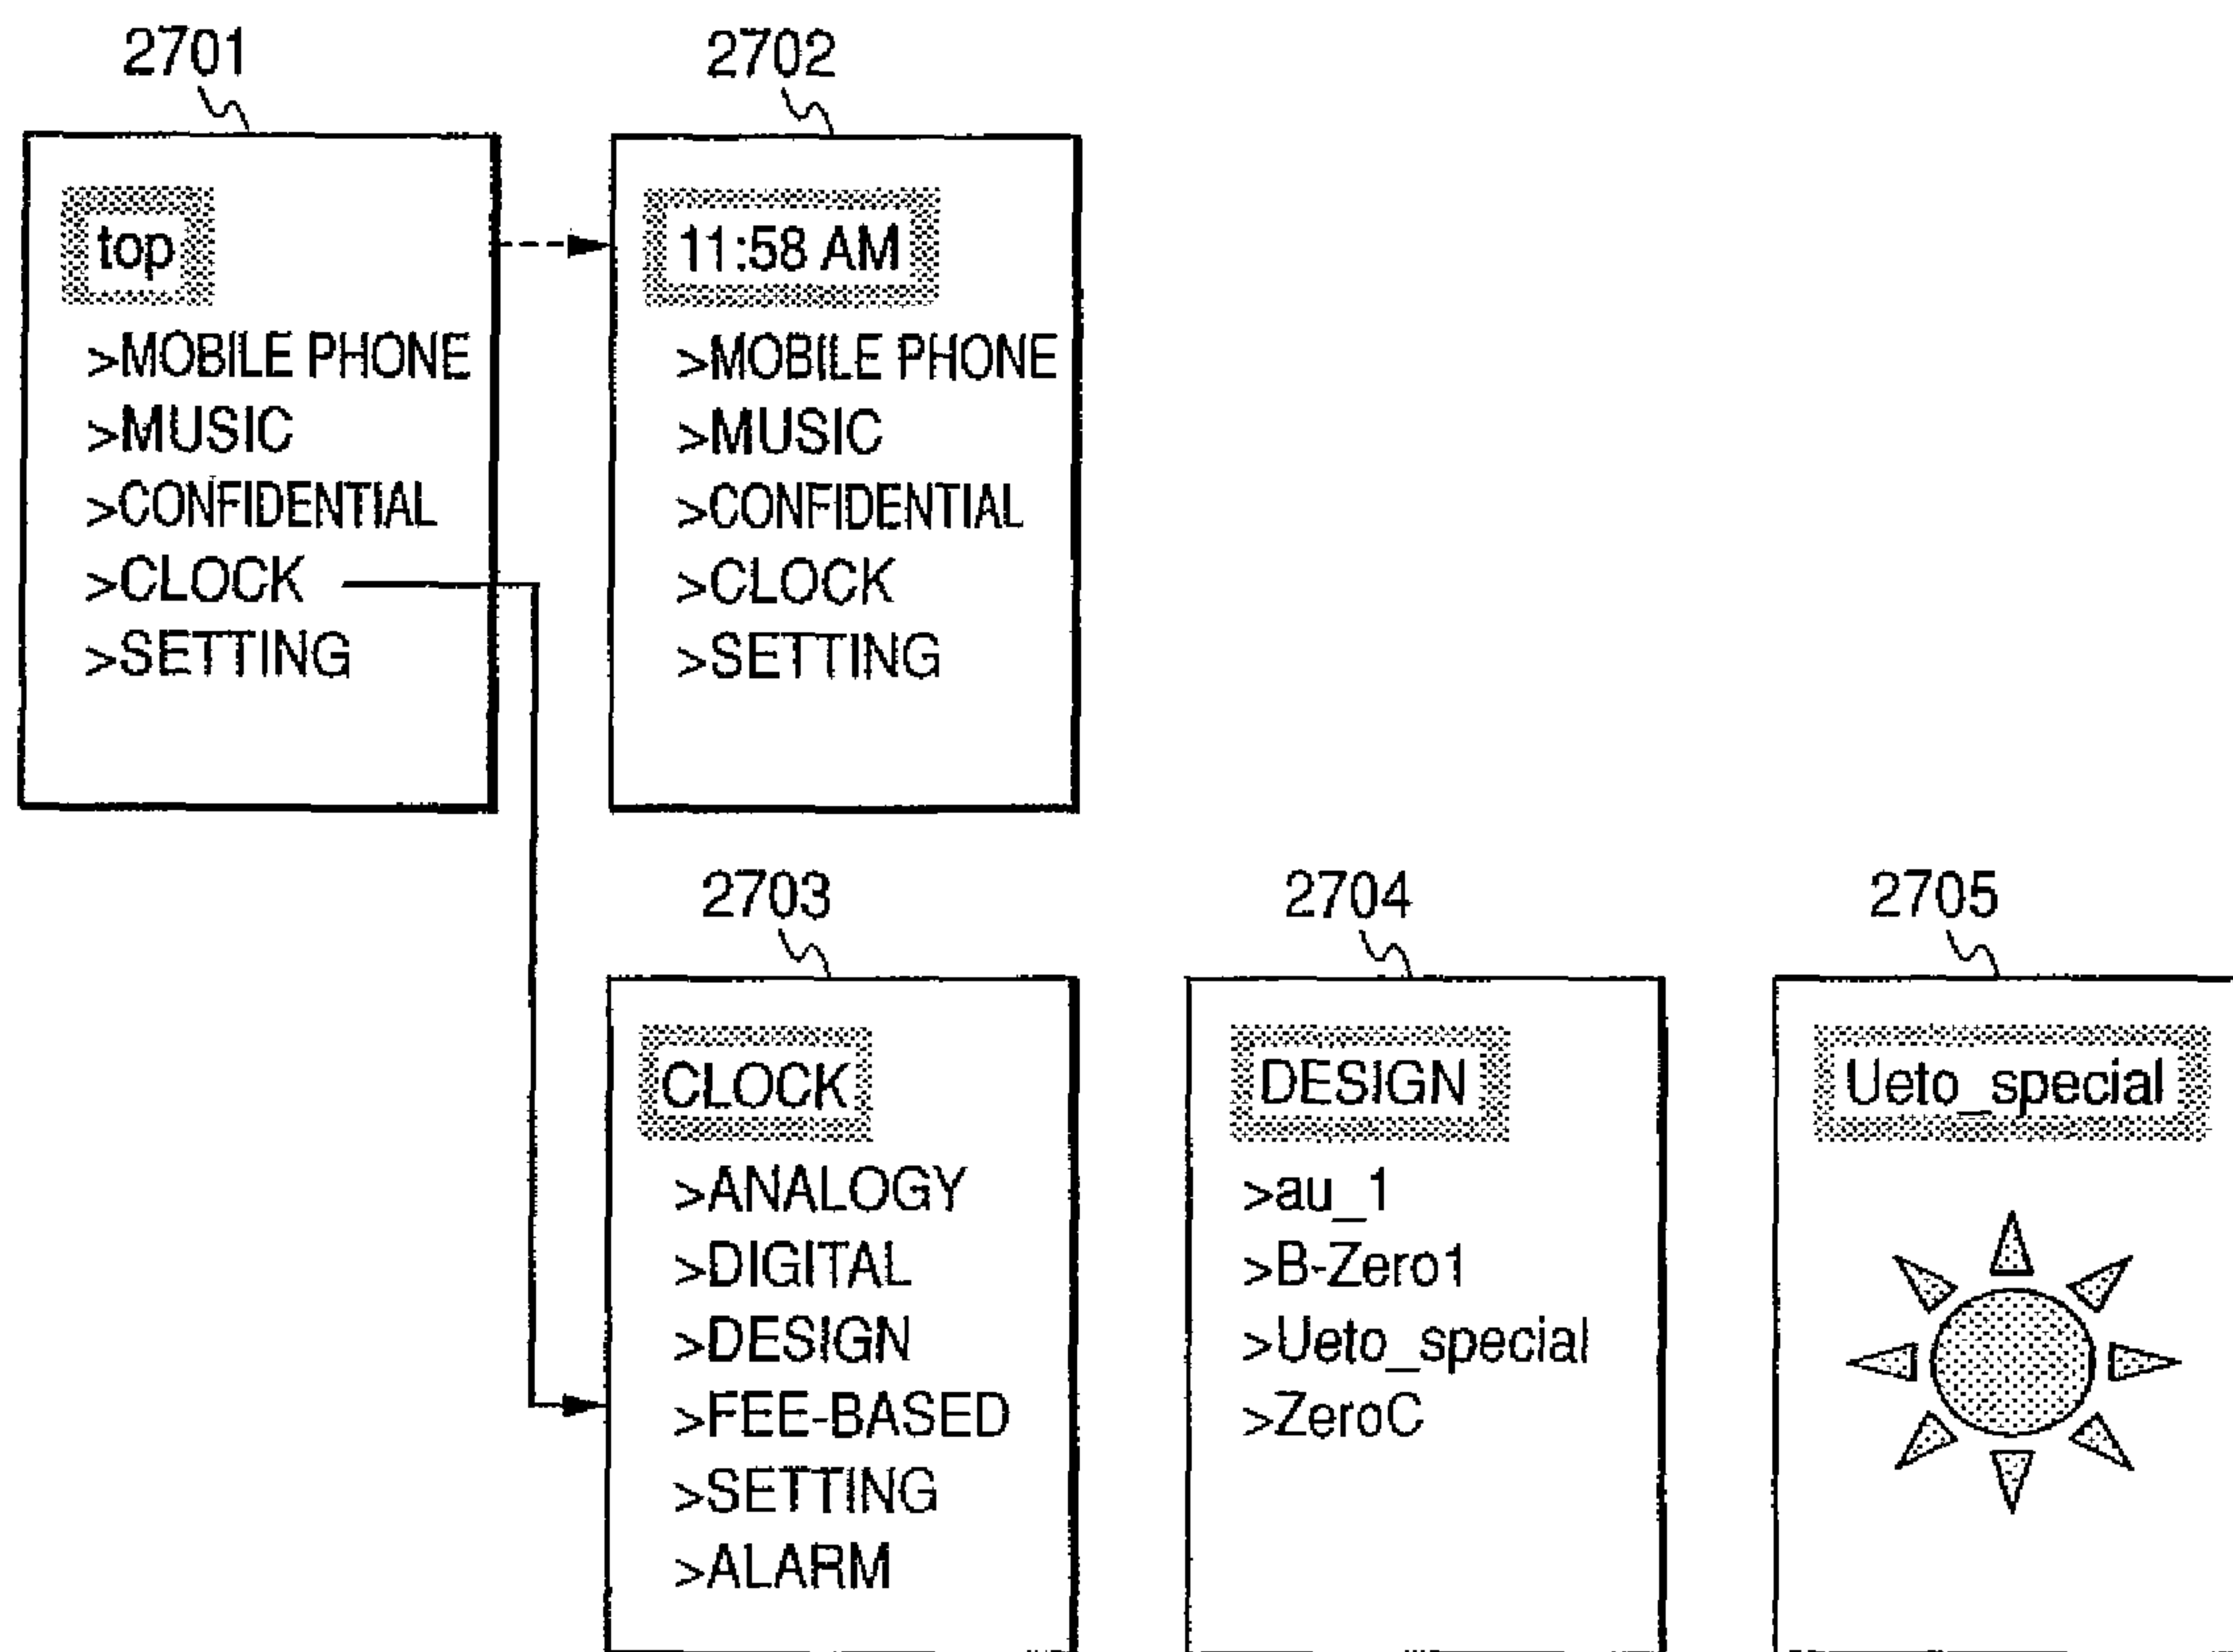 2701
2702
top
>MOBILE PHONE
>MUSIC
>CONFIDENTIAL
>CLOCK
>SETTING
11:58 AM
>MOBILE PHONE
>MUSIC
>CONFIDENTIAL
>CLOCK
>SETTING
2703
2704
2705
CLOCK
>ANALOGY
>DIGITAL
>DESIGN
>FEE-BASED
>SETTING
>ALARM
DESIGN
>au_1
>B-Zero1
>Ueto_special
>ZeroC
Ueto_special